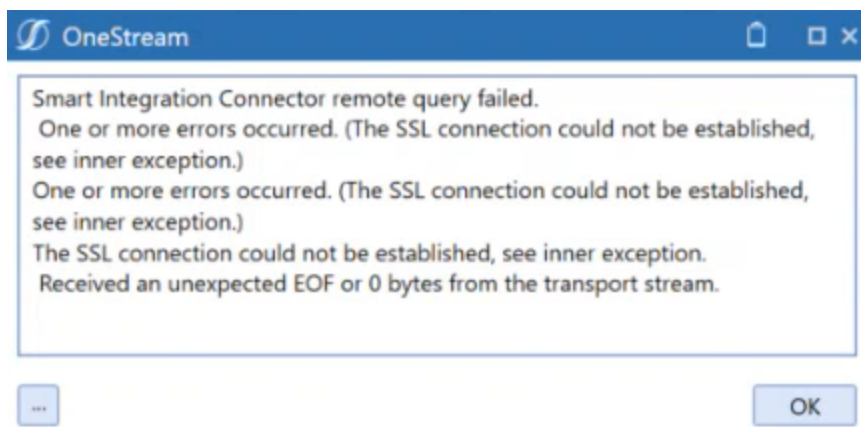 OneStream
Smart Integration Connector remote query failed.
One or more errors occurred. (The SSL connection could not be established,
see inner exception.)
One or more errors occurred. (The SSL connection could not be established,
see inner exception.)
The SSL connection could not be established, see inner exception.
Received an unexpected EOF or 0 bytes from the transport stream.
...
OK